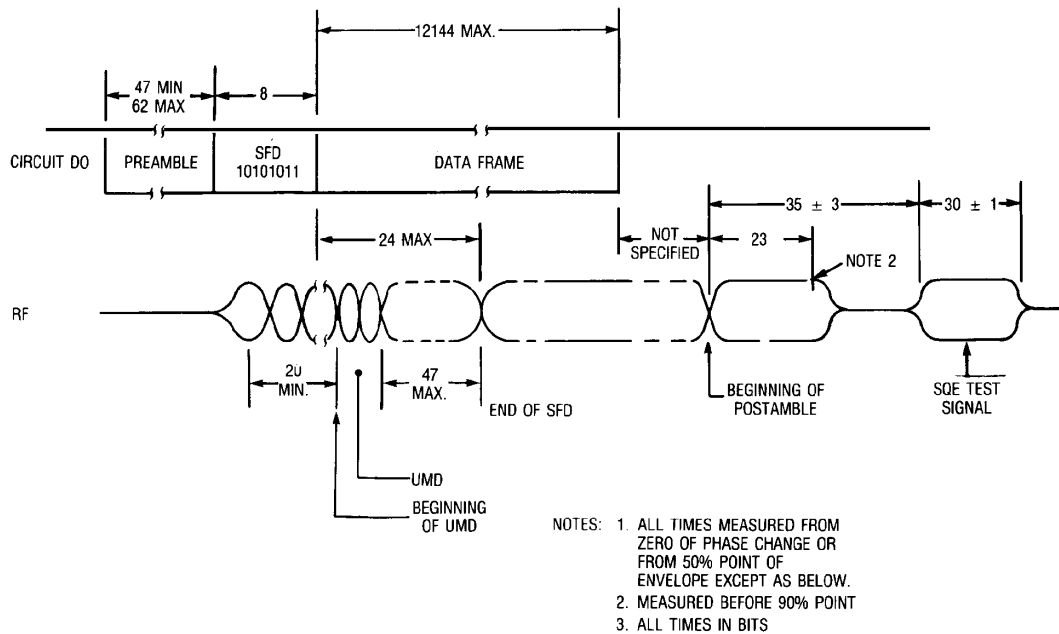 12144 MAX.
47 MIN
62 MAX
8
CIRCUIT DO
PREAMBLE
SFD
10101011
DATA FRAME
35 ± 3
30 ± 1
24 MAX
NOT
SPECIFIED
23
NOTE 2
RF
20
MIN.
47
MAX.
END OF SFD
BEGINNING OF
POSTAMBLE
SQE TEST
SIGNAL
UMD
BEGINNING
OF UMD
NOTES: 1. ALL TIMES MEASURED FROM
ZERO OF PHASE CHANGE OR
FROM 50% POINT OF
ENVELOPE EXCEPT AS BELOW.
2. MEASURED BEFORE 90% POINT
3. ALL TIMES IN BITS